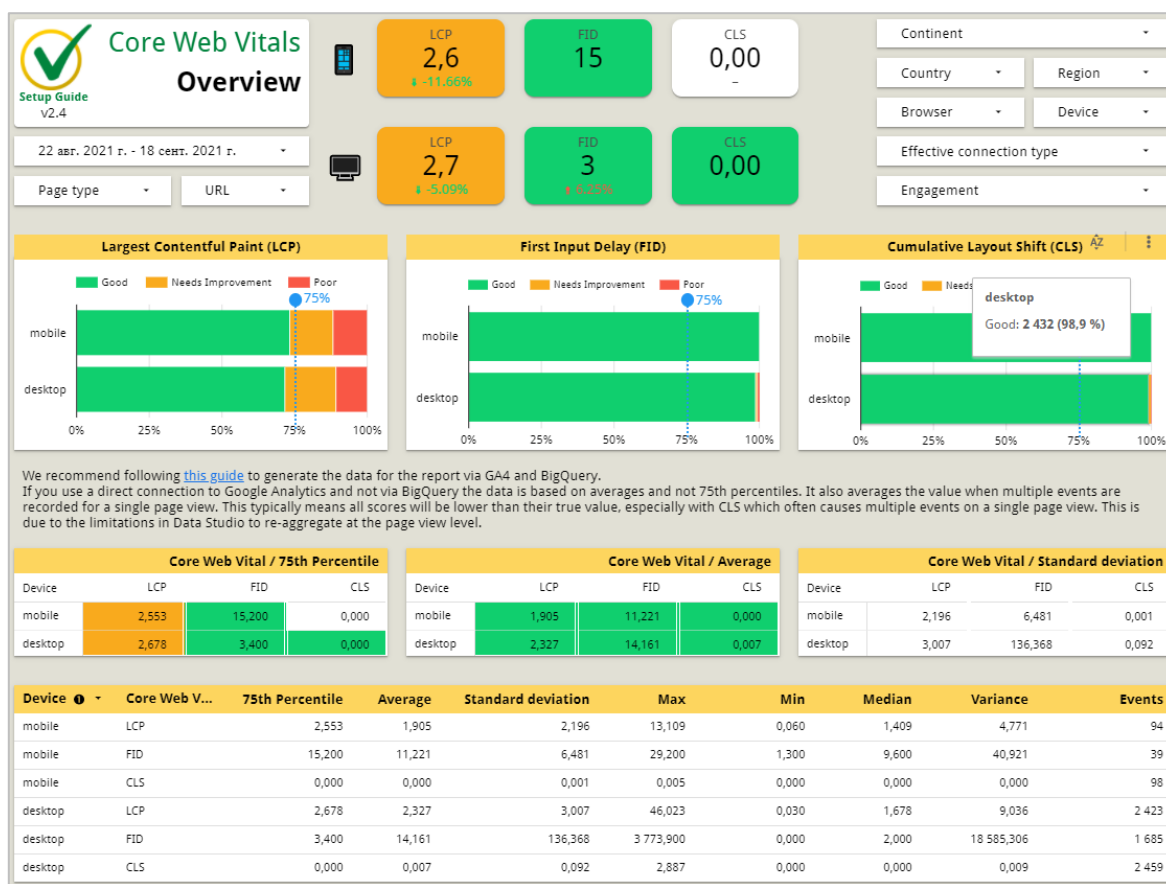 Core Web Vitals
Overview
Setup Guide
v2.4
22 авг. 2021 г. - 18 сент. 2021 г.
Page type
URL
LCP
2,6
-11.66%
FID
15
CLS
0,00
-
LCP
2,7
-5.09%
FID
3
6.25%
CLS
0,00
Continent
Country
Region
Browser
Device
Effective connection type
Engagement
Largest Contentful Paint (LCP)
Good Needs Improvement Poor
75%
mobile
desktop
0% 25% 50% 75% 100%
First Input Delay (FID)
Good Needs Improvement Poor
75%
mobile
desktop
0% 25% 50% 75% 100%
Cumulative Layout Shift (CLS)
AZ
Good Needs
desktop
Good: 2 432 (98,9 %)
mobile
desktop
0% 25% 50% 75% 100%
We recommend following this guide to generate the data for the report via GA4 and BigQuery.
If you use a direct connection to Google Analytics and not via BigQuery the data is based on averages and not 75th percentiles. It also averages the value when multiple events are
recorded for a single page view. This typically means all scores will be lower than their true value, especially with CLS which often causes multiple events on a single page view. This is
due to the limitations in Data Studio to re-aggregate at the page view level.
Core Web Vital / 75th Percentile
Device LCP FID CLS
mobile 2,553 15,200 0,000
desktop 2,678 3,400 0,000
Core Web Vital / Average
Device LCP FID CLS
mobile 1,905 11,221 0,000
desktop 2,327 14,161 0,007
Core Web Vital / Standard deviation
Device LCP FID CLS
mobile 2,196 6,481 0,001
desktop 3,007 136,368 0,092
Device Core Web V... 75th Percentile Average Standard deviation Max Min Median Variance Events
mobile LCP 2,553 1,905 2,196 13,109 0,060 1,409 4,771 94
mobile FID 15,200 11,221 6,481 29,200 1,300 9,600 40,921 39
mobile CLS 0,000 0,000 0,001 0,005 0,000 0,000 0,000 98
desktop LCP 2,678 2,327 3,007 46,023 0,030 1,678 9,036 2 423
desktop FID 3,400 14,161 136,368 3 773,900 0,000 2,000 18 585,306 1 685
desktop CLS 0,000 0,007 0,092 2,887 0,000 0,000 0,009 2 459